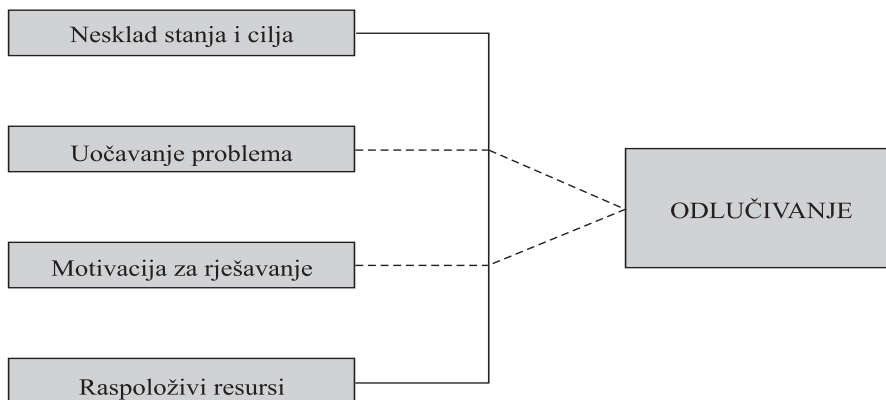 Nesklad stanja i cilja
Uočavanje problema
Motivacija za rješavanje
Raspoloživi resursi
ODLUČIVANJE